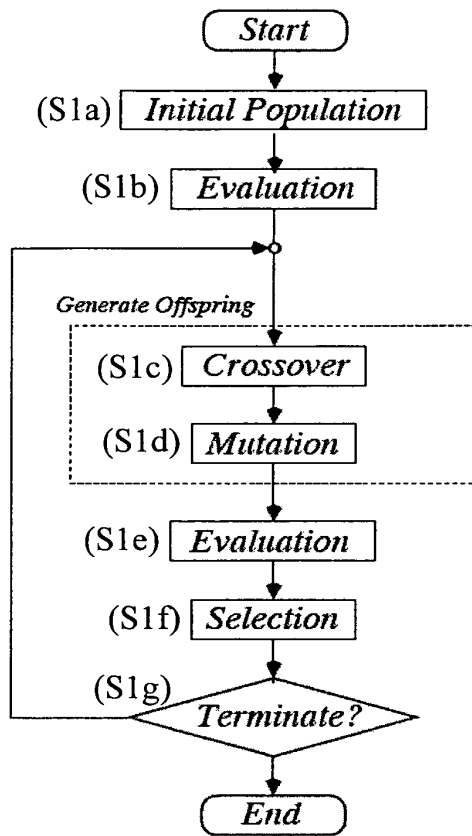 Start
(S1a) Initial Population
(S1b) Evaluation
Generate Offspring
(S1c) Crossover
(S1d) Mutation
(S1e) Evaluation
(S1f) Selection
(S1g)
Terminate?
End